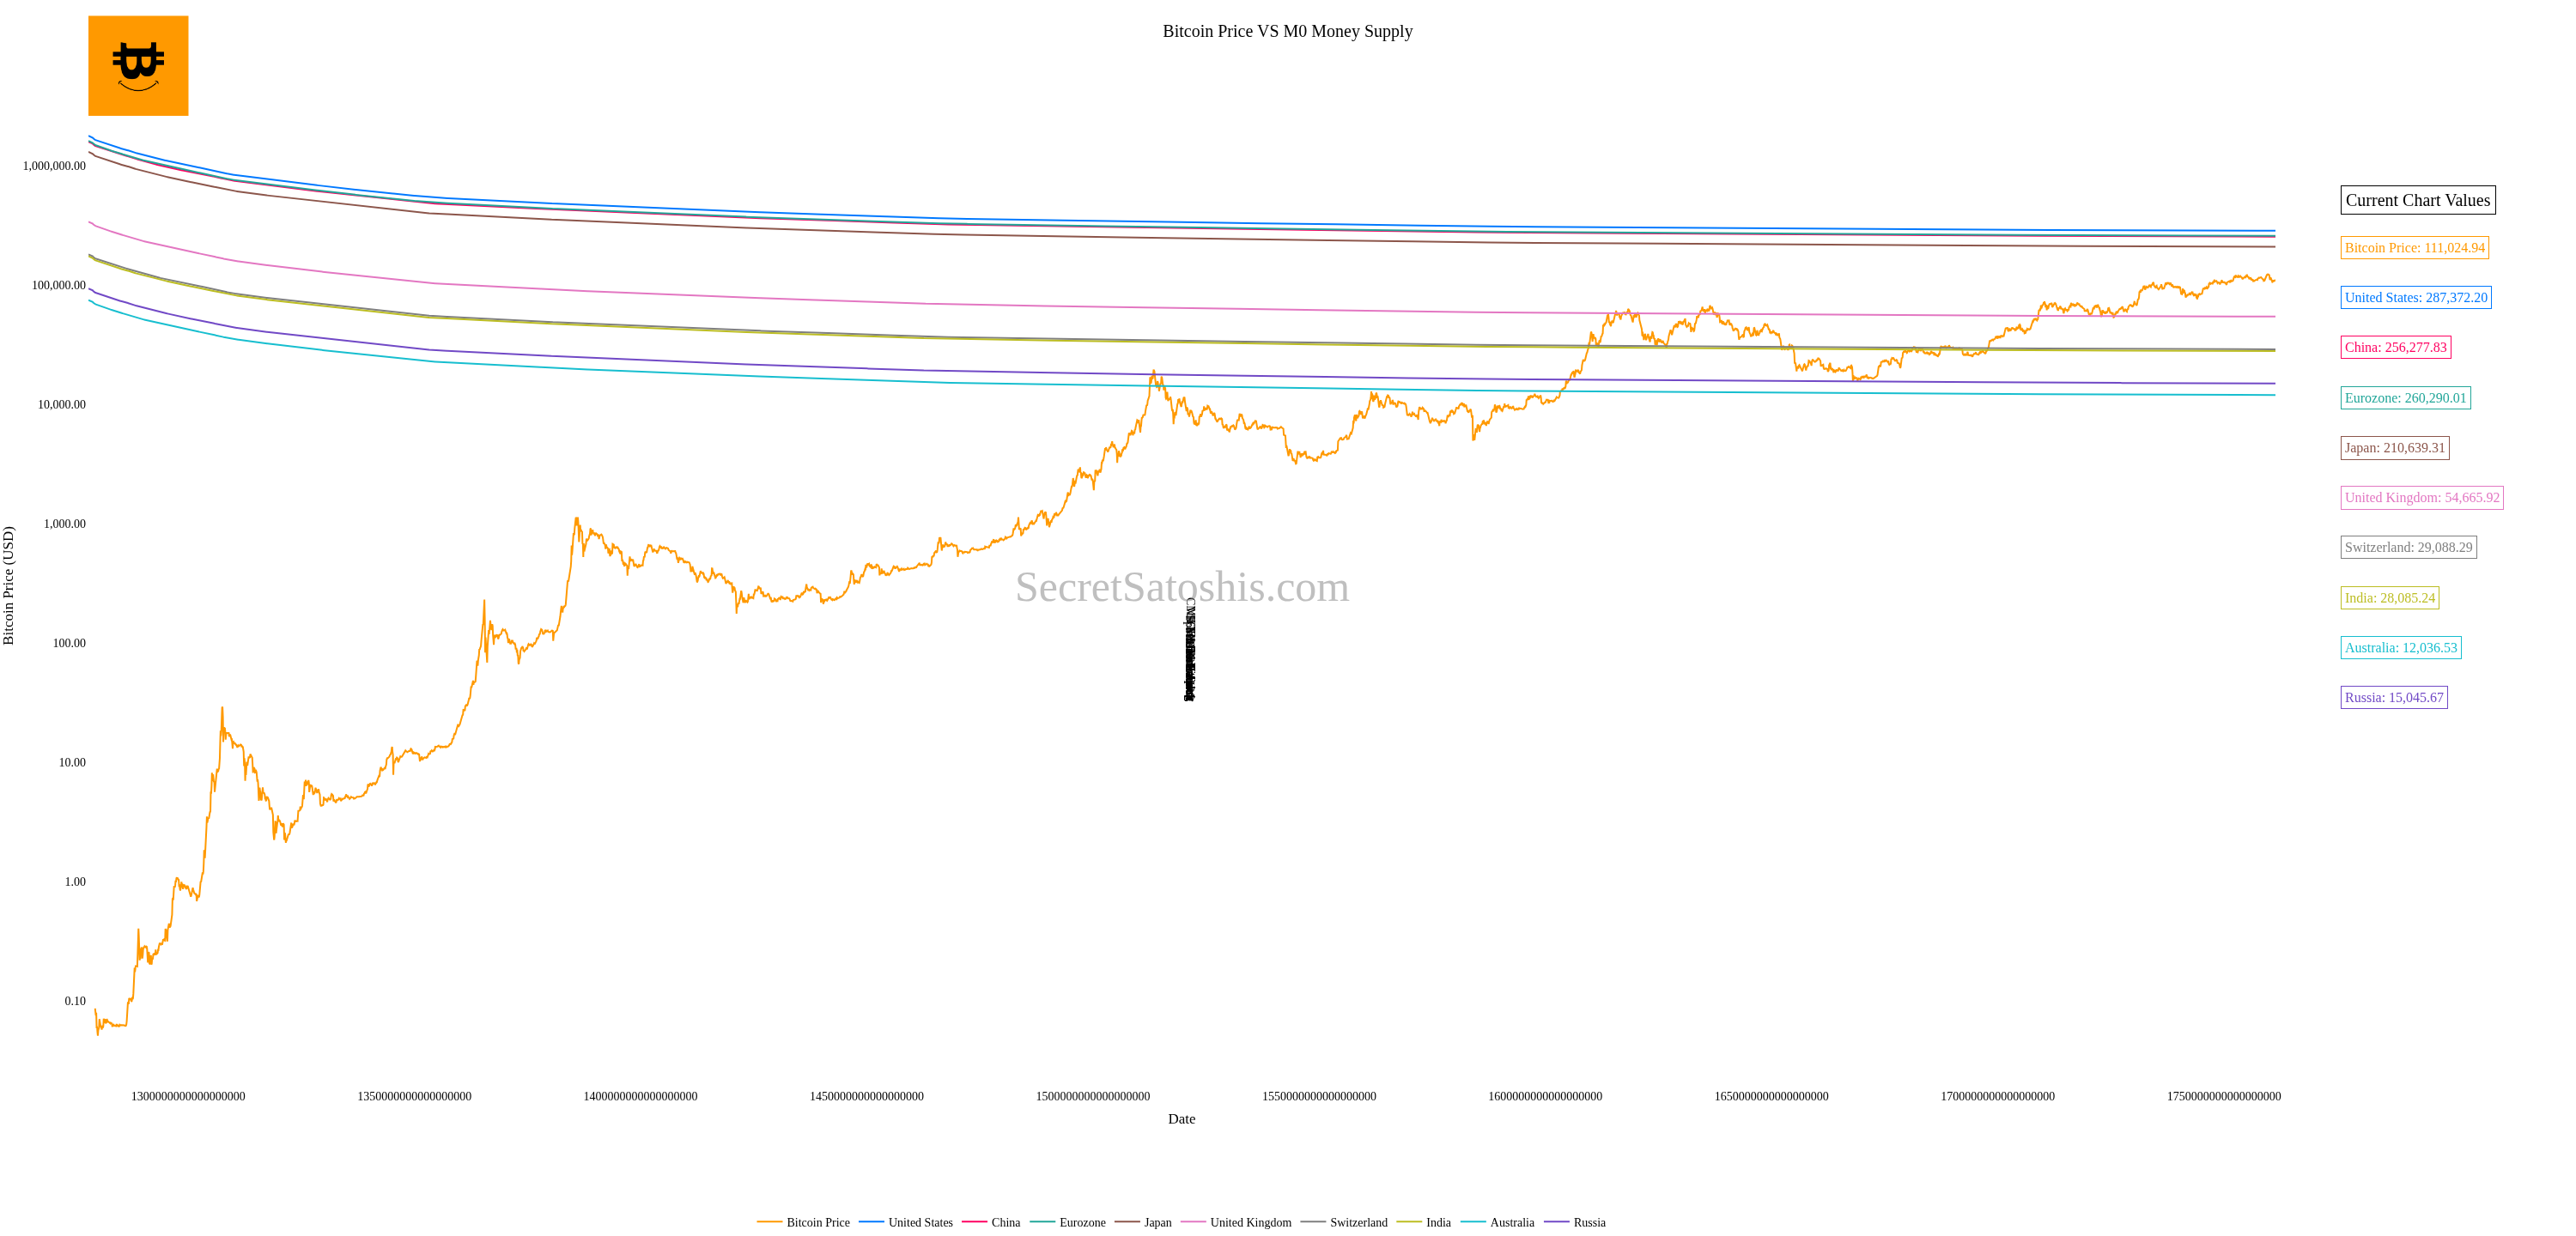 Bitcoin Price VS M0 Money Supply
Bitcoin Price (USD)
1,000,000.00
100,000.00
10,000.00
1,000.00
100.00
10.00
1.00
0.10
SecretSatoshis.com
Current Chart Values
Bitcoin Price: 111,024.94
United States: 287,372.20
China: 256,277.83
Eurozone: 260,290.01
Japan: 210,639.31
United Kingdom: 54,665.92
Switzerland: 29,088.29
India: 28,085.24
Australia: 12,036.53
Russia: 15,045.67
1300000000000000000 1350000000000000000 1400000000000000000 1450000000000000000 1500000000000000000 1550000000000000000 1600000000000000000 1650000000000000000 1700000000000000000 1750000000000000000
Date
Bitcoin Price United States China Eurozone Japan United Kingdom Switzerland India Australia Russia